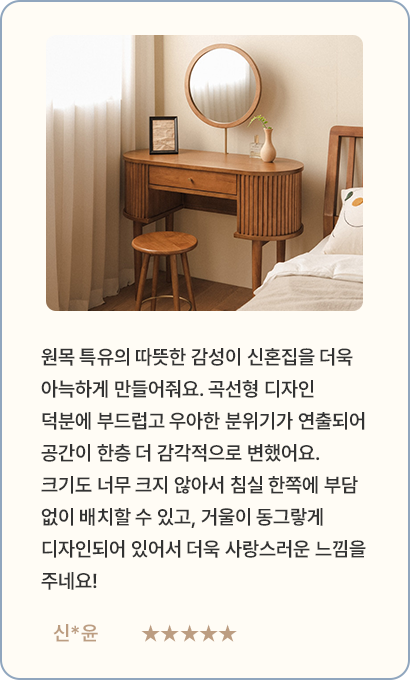 원목 특유의 따뜻한 감성이 신혼집을 더욱
아늑하게 만들어줘요. 곡선형 디자인
덕분에 부드럽고 우아한 분위기가 연출되어
공간이 한층 더 감각적으로 변했어요.
크기도 너무 크지 않아서 침실 한쪽에 부담
없이 배치할 수 있고, 거울이 동그랗게
디자인되어 있어서 더욱 사랑스러운 느낌을
주네요!
신*윤 ★★★★★